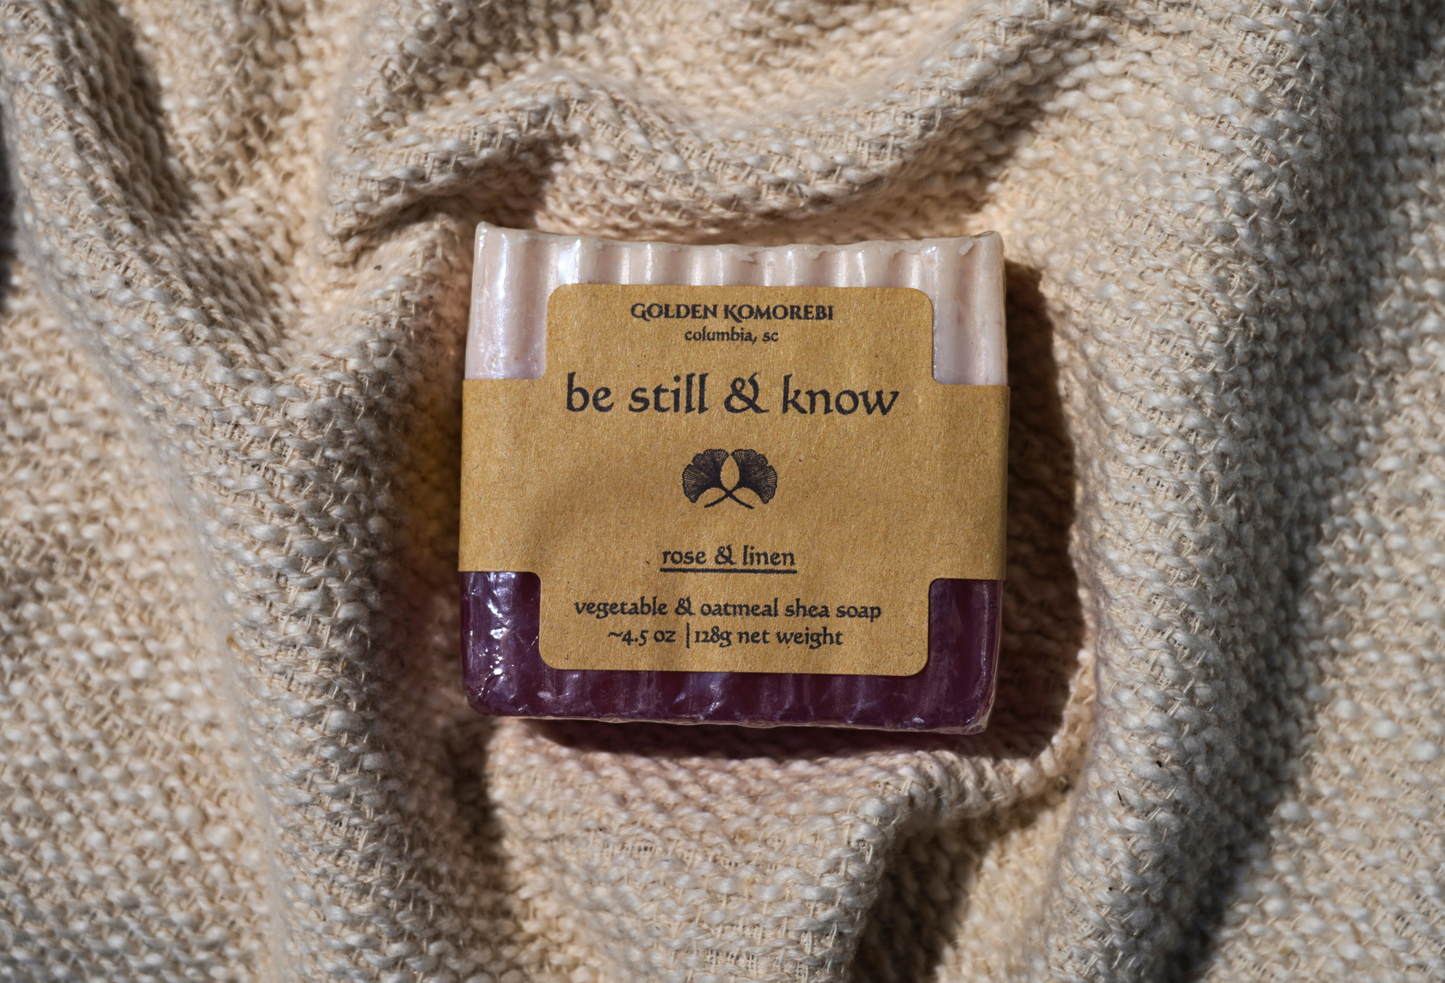 GOLDEN KOMOREBI
columbia, sc
be still & know
rose & linen
vegetable & oatmeal shea soap
~4.5 oz | 128g net weight